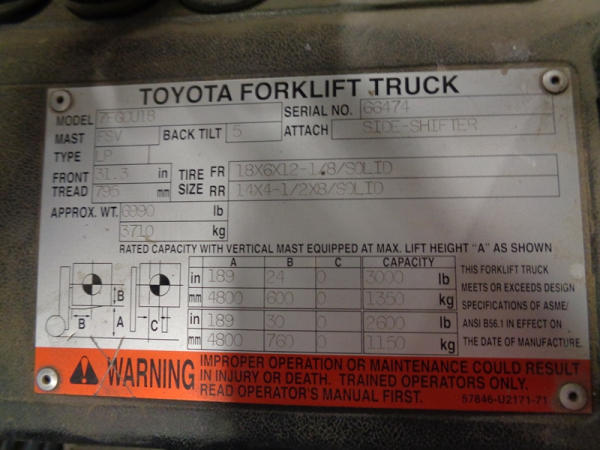 TOYOTA FORKLIFT TRUCK
MODEL 7FGCU18 SERIAL NO. 66474
MAST FSV BACK TILT 5 ATTACH SIDE-SHIFTER
TYPE LP
FRONT TREAD 31.3 in 795 mm
TIRE SIZE FR 18X6X12-1/8/SOLID
RR 14X4-1/2X8/SOLID
APPROX. WT. 6990 lb
3710 kg
RATED CAPACITY WITH VERTICAL MAST EQUIPPED AT MAX. LIFT HEIGHT "A" AS SHOWN
A B C CAPACITY
in 189 24 0 3000 lb
mm 4800 600 0 1350 kg
in 189 30 0 2600 lb
mm 4800 760 0 1150 kg
B
B A C
THIS FORKLIFT TRUCK
MEETS OR EXCEEDS DESIGN
SPECIFICATIONS OF ASME/
ANSI B56.1 IN EFFECT ON
THE DATE OF MANUFACTURE.
WARNING
IMPROPER OPERATION OR MAINTENANCE COULD RESULT
IN INJURY OR DEATH. TRAINED OPERATORS ONLY.
READ OPERATOR'S MANUAL FIRST.
57846-U2171-71